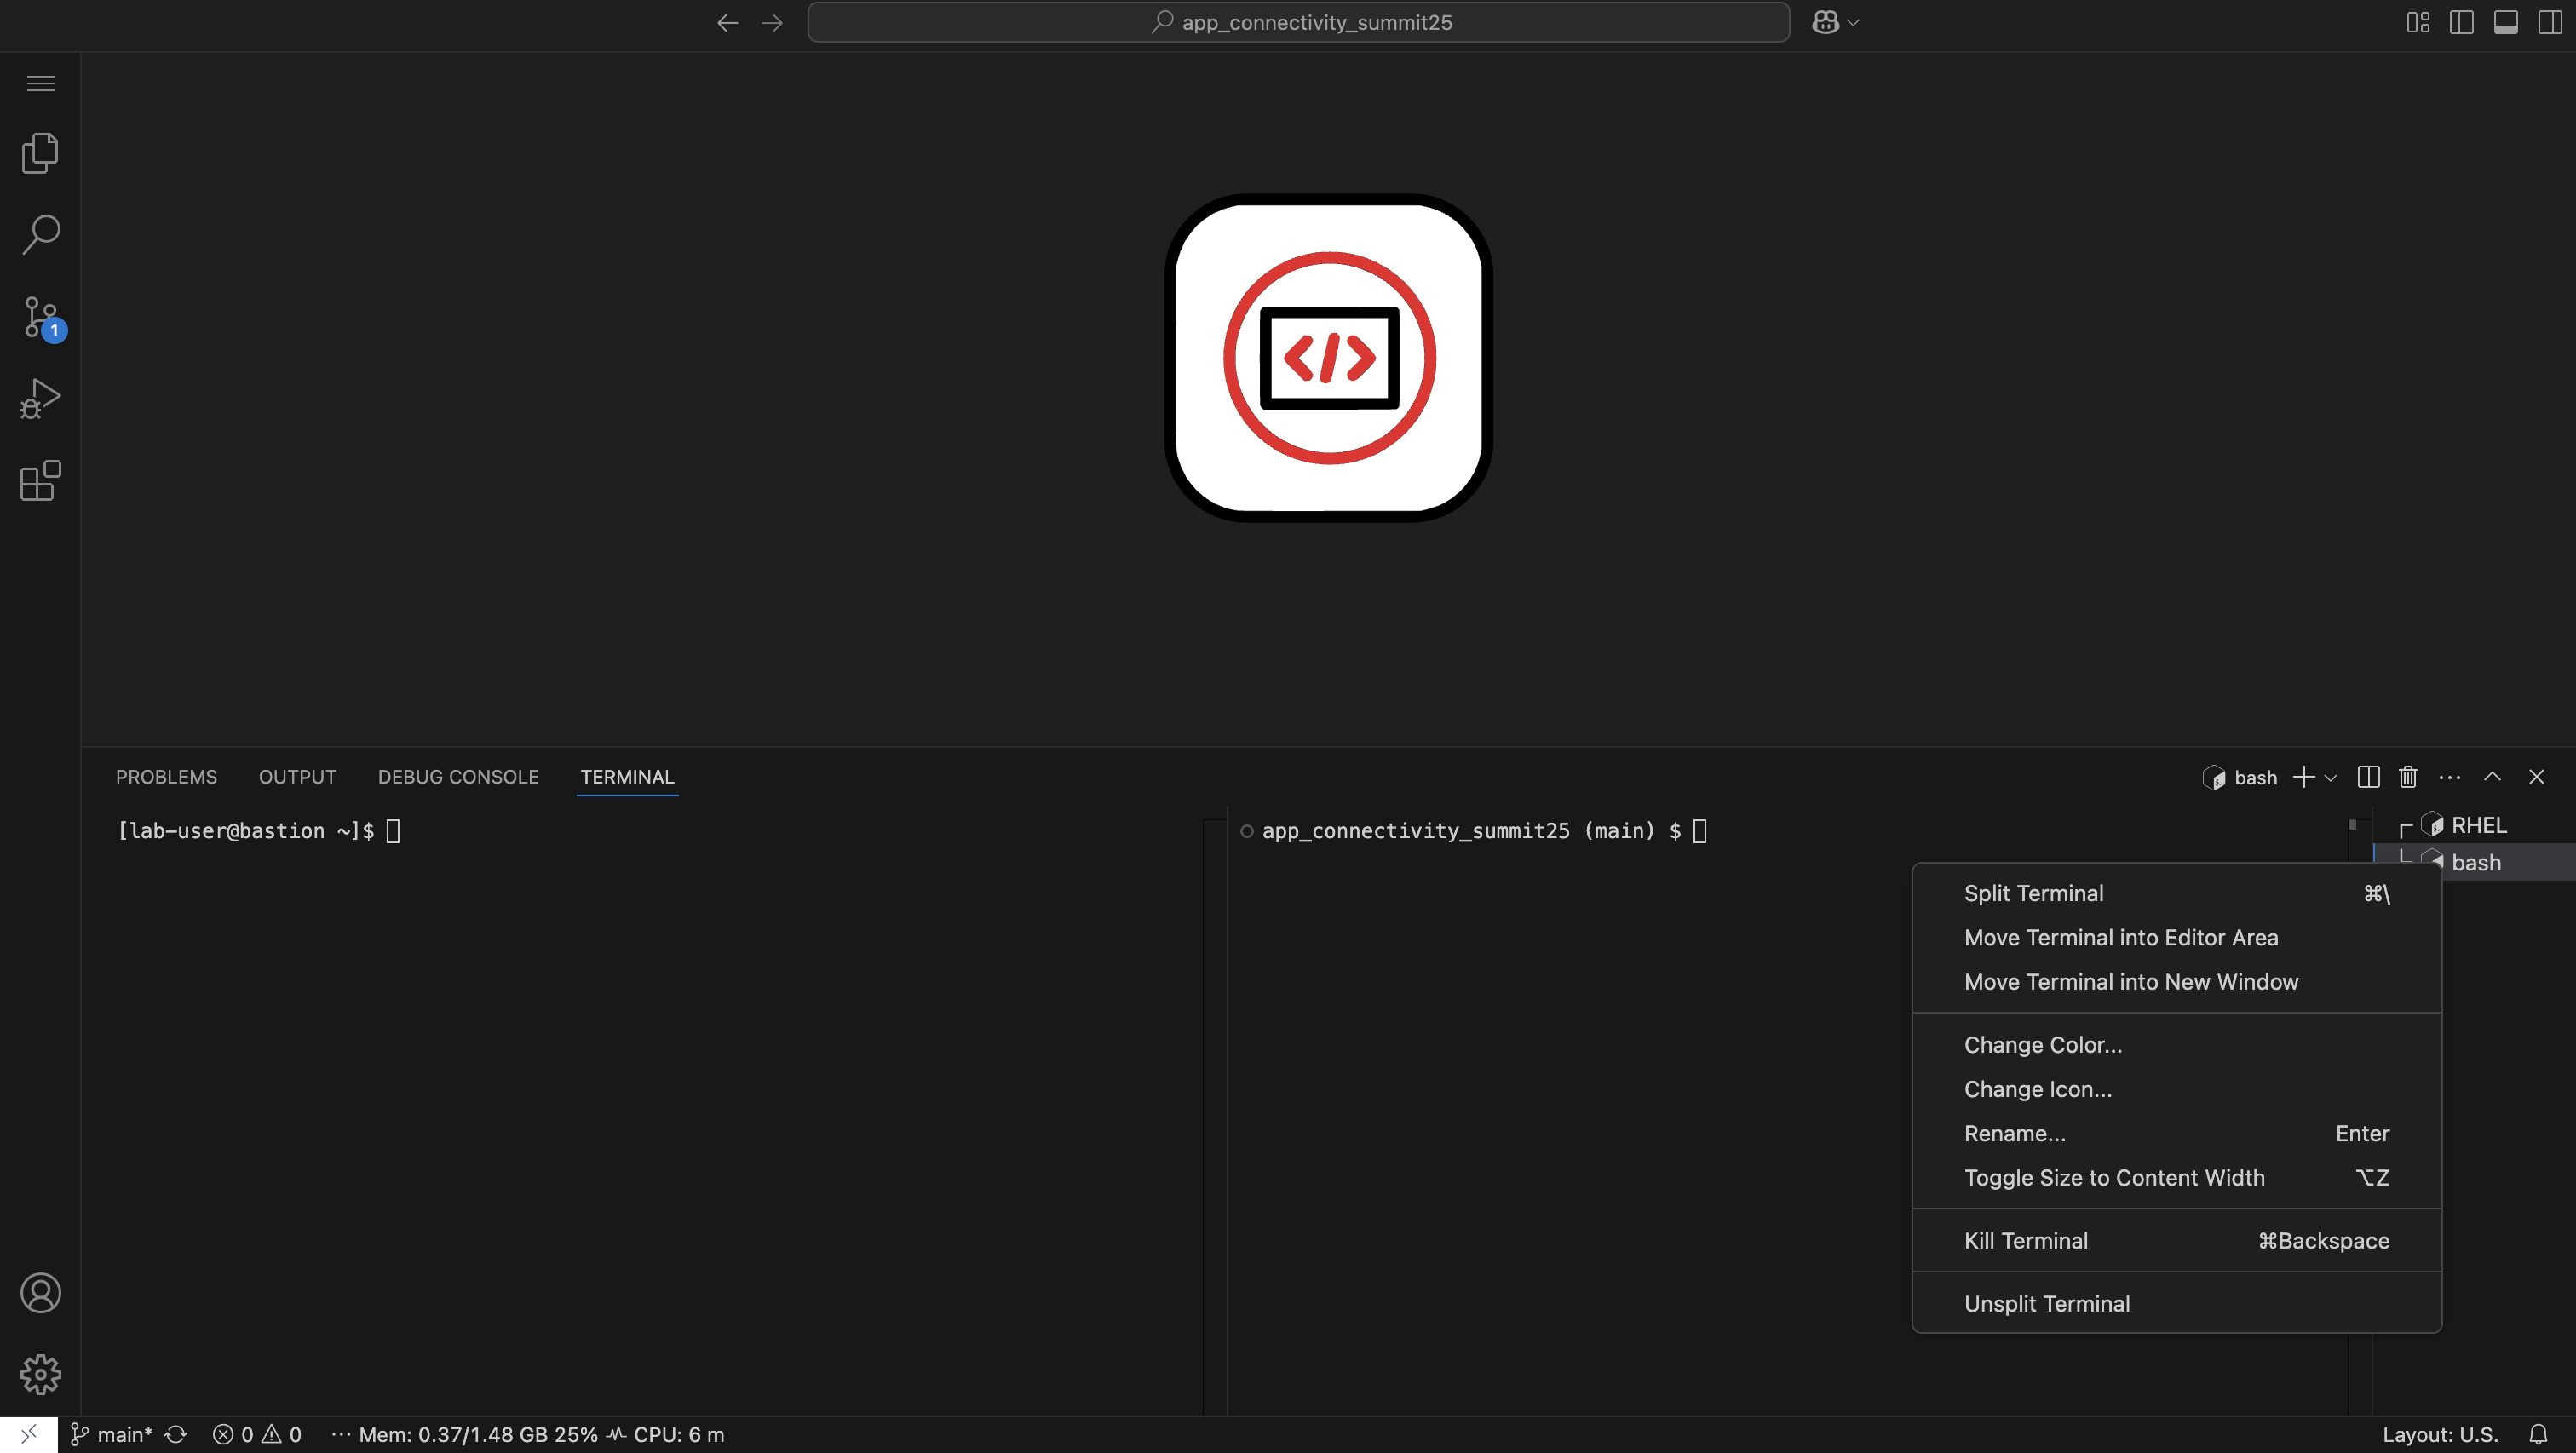 app_connectivity_summit25
</>
1
PROBLEMS OUTPUT DEBUG CONSOLE TERMINAL
bash
[lab-user@bastion ~]$
app_connectivity_summit25 (main) $
RHEL
bash
Split Terminal ⌘\
Move Terminal into Editor Area
Move Terminal into New Window
Change Color...
Change Icon...
Rename... Enter
Toggle Size to Content Width ⌥Z
Kill Terminal ⌘Backspace
Unsplit Terminal
main* 0 0 ··· Mem: 0.37/1.48 GB 25% CPU: 6 m
Layout: U.S.